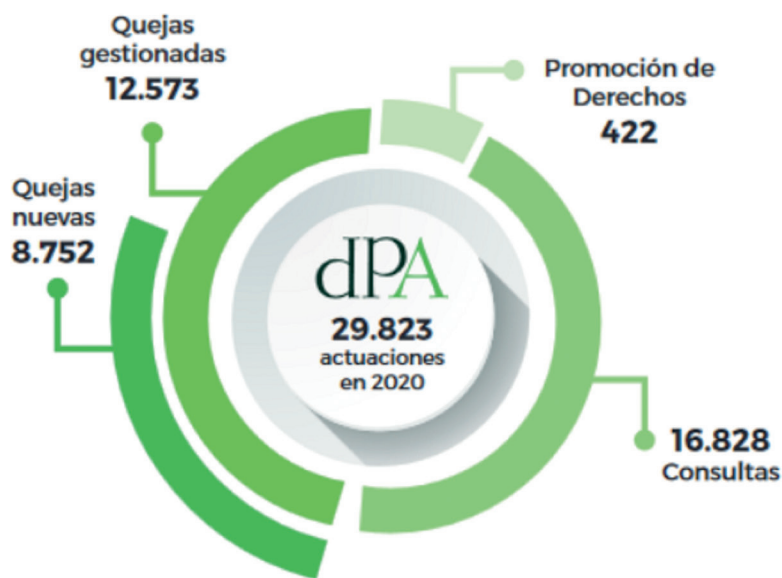 Quejas
gestionadas
12.573
Promoción de
Derechos
422
Quejas
nuevas
8.752
dPA
29.823
actuaciones
en 2020
16.828
Consultas